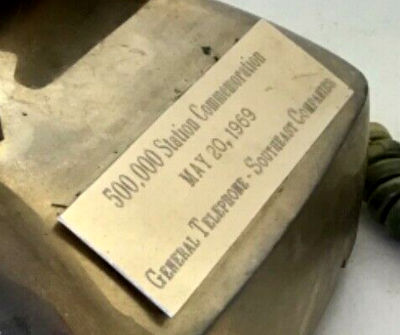 500,000 Station Commemoration
MAY 20, 1969
GENERAL TELEPHONE - SOUTHEAST COMPANIES